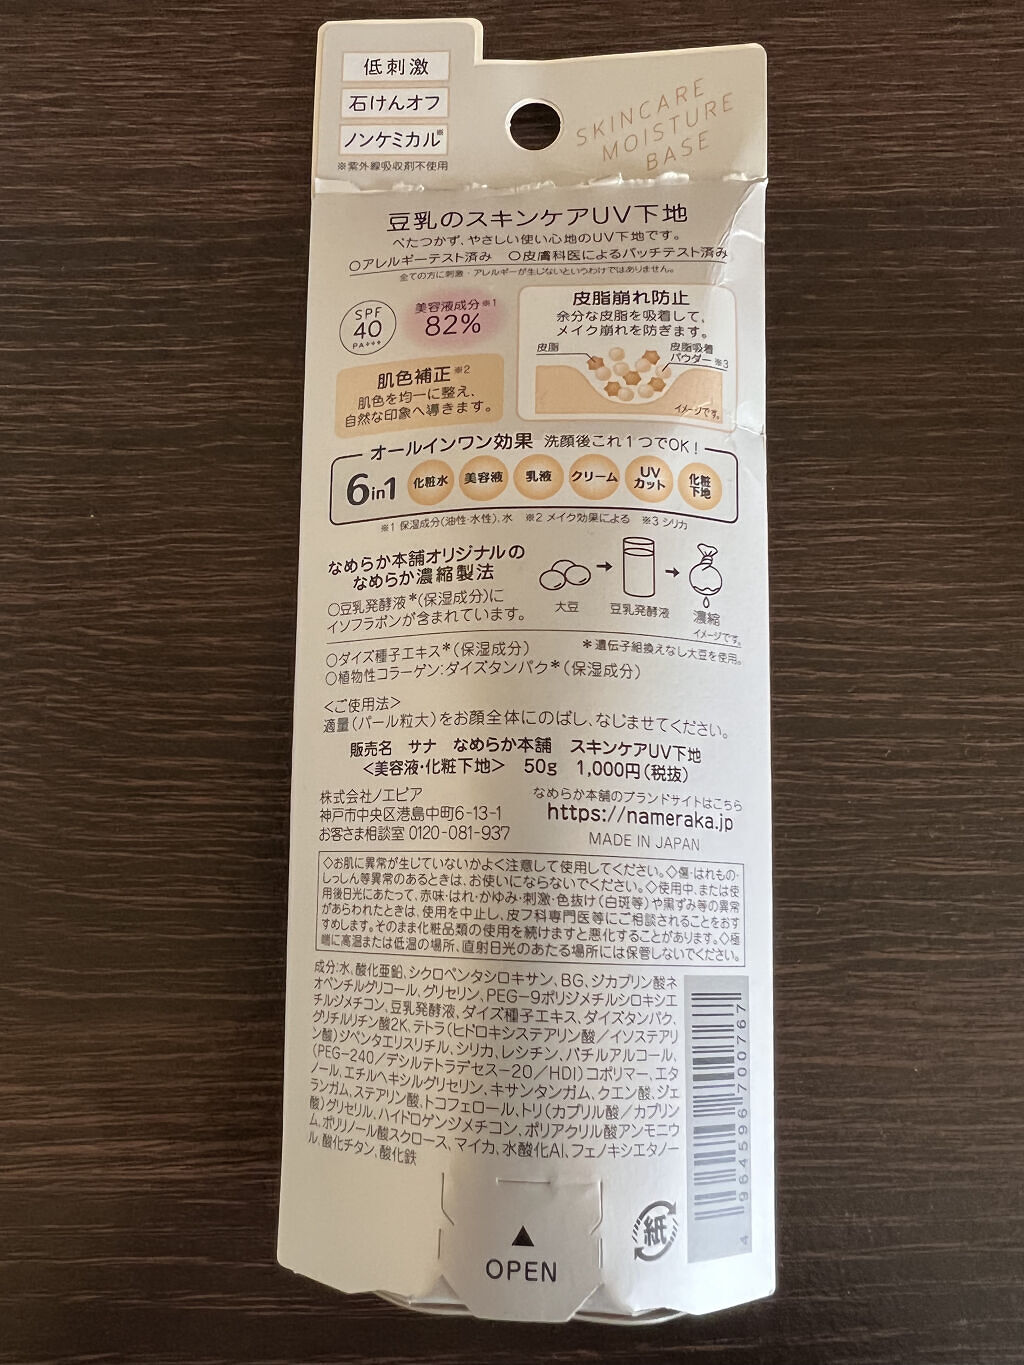 低刺激
石けんオフ
ノンケミカル※
※紫外線吸収剤不使用
SKINCARE
MOISTURE
BASE
豆乳のスキンケアUV下地
べたつかず、やさしい使い心地のUV下地です。
○アレルギーテスト済み ○皮膚科医によるパッチテスト済み
全ての方に刺激・アレルギーが生じないというわけではありません。
SPF
40
PA+++
美容液成分※1
82%
肌色補正※2
肌色を均一に整え、
自然な印象へ導きます。
皮脂崩れ防止
余分な皮脂を吸着して、
メイク崩れを防ぎます。
皮脂
皮脂吸着
パウダー※3
イメージです。
オールインワン効果 洗顔後これ1つでOK!
6in1
化粧水
美容液
乳液
クリーム
UV
カット
化粧
下地
※1 保湿成分(油性・水性)、水 ※2 メイク効果による ※3 シリカ
なめらか本舗オリジナルの
なめらか濃縮製法
○豆乳発酵液*(保湿成分)に
イソフラボンが含まれています。
大豆
豆乳発酵液
濃縮
イメージです。
○ダイズ種子エキス*(保湿成分)
*遺伝子組換えなし大豆を使用。
○植物性コラーゲン:ダイズタンパク*(保湿成分)
<ご使用法>
適量(パール粒大)をお顔全体にのばし、なじませてください。
販売名 サナ なめらか本舗 スキンケアUV下地
<美容液・化粧下地> 50g 1,000円(税抜)
株式会社ノエビア
神戸市中央区港島中町6-13-1
お客さま相談室 0120-081-937
なめらか本舗のブランドサイトはこちら
https://nameraka.jp
MADE IN JAPAN
◇お肌に異常が生じていないかよく注意して使用してください。◇傷・はれもの・
しっしん等異常のあるときは、お使いにならないでください。◇使用中、または使
用後日光にあたって、赤味・はれ・かゆみ・刺激・色抜け(白斑等)や黒ずみ等の異常
があらわれたときは、使用を中止し、皮フ科専門医等にご相談されることをおす
すめします。そのまま化粧品類の使用を続けますと悪化することがあります。◇極
端に高温または低温の場所、直射日光のあたる場所には保管しないでください。
成分:水、酸化亜鉛、シクロペンタシロキサン、BG、ジカプリン酸ネ
オペンチルグリコール、グリセリン、PEG-9ポリジメチルシロキシエ
チルジメチコン、豆乳発酵液、ダイズ種子エキス、ダイズタンパク、
グリチルリチン酸2K、テトラ(ヒドロキシステアリン酸/イソステアリ
ン酸)ジペンタエリスリチル、シリカ、レシチン、バチルアルコール、
(PEG-240/デシルテトラデセス-20/HDI)コポリマー、エタ
ノール、エチルヘキシルグリセリン、キサンタンガム、クエン酸、ジェ
ランガム、ステアリン酸、トコフェロール、トリ(カプリル酸/カプリン
酸)グリセリル、ハイドロゲンジメチコン、ポリアクリル酸アンモニウ
ム、ポリリノール酸スクロース、マイカ、水酸化Al、フェノキシエタノー
ル、酸化チタン、酸化鉄
4 964596 700767
紙
▲
OPEN